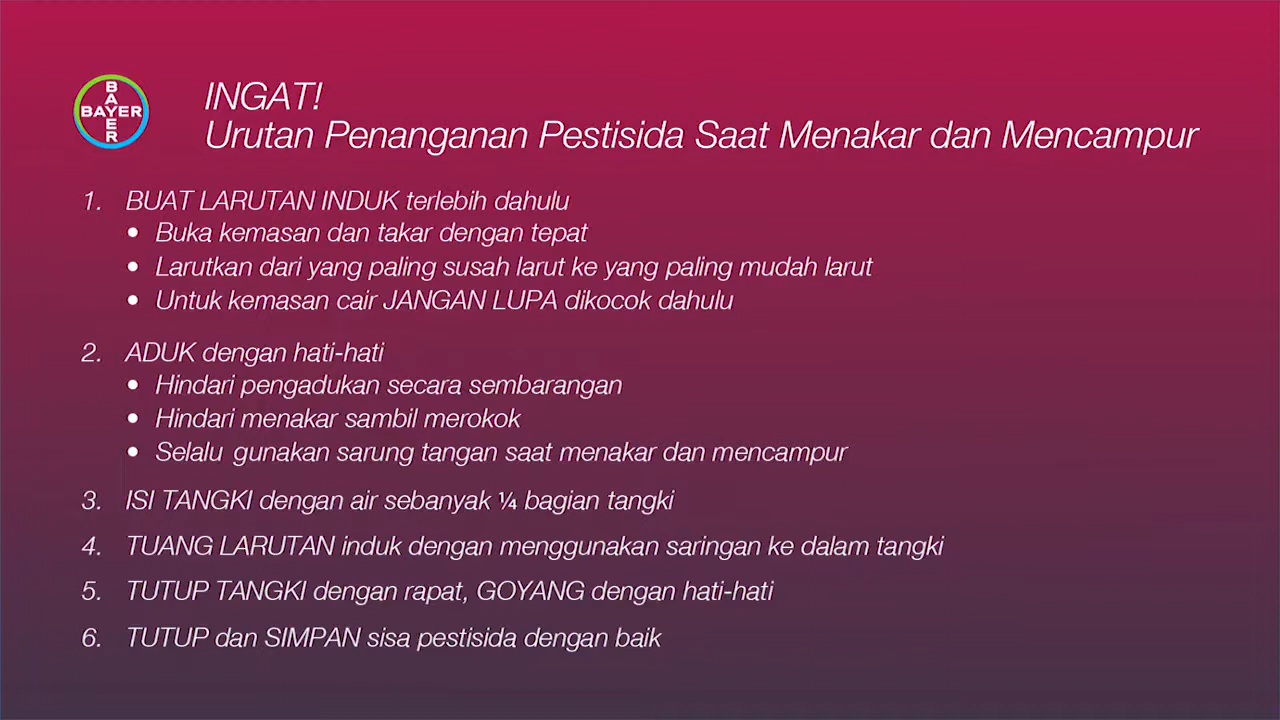 BAYER
BAYER
INGAT!
Urutan Penanganan Pestisida Saat Menakar dan Mencampur
1. BUAT LARUTAN INDUK terlebih dahulu
• Buka kemasan dan takar dengan tepat
• Larutkan dari yang paling susah larut ke yang paling mudah larut
• Untuk kemasan cair JANGAN LUPA dikocok dahulu
2. ADUK dengan hati-hati
• Hindari pengadukan secara sembarangan
• Hindari menakar sambil merokok
• Selalu gunakan sarung tangan saat menakar dan mencampur
3. ISI TANGKI dengan air sebanyak ¼ bagian tangki
4. TUANG LARUTAN induk dengan menggunakan saringan ke dalam tangki
5. TUTUP TANGKI dengan rapat, GOYANG dengan hati-hati
6. TUTUP dan SIMPAN sisa pestisida dengan baik